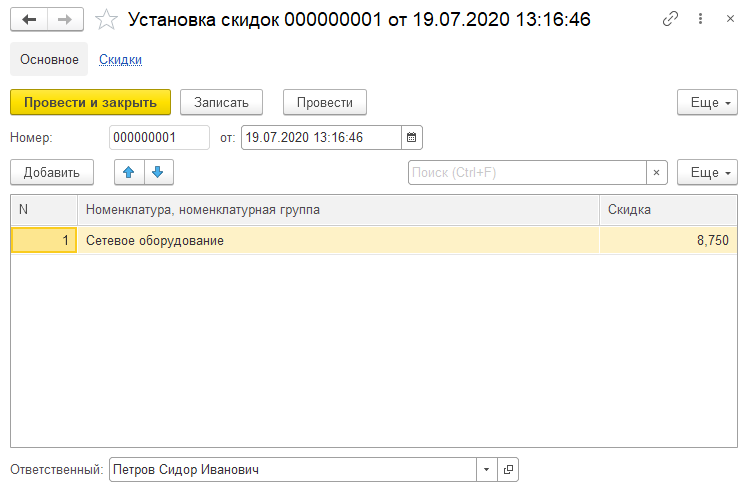 Установка скидок 000000001 от 19.07.2020 13:16:46
Основное Скидки
Провести и закрыть Записать Провести Еще
Номер: 000000001 от: 19.07.2020 13:16:46
Добавить Поиск (Ctrl+F) × Еще
N Номенклатура, номенклатурная группа Скидка
1 Сетевое оборудование 8,750
Ответственный: Петров Сидор Иванович